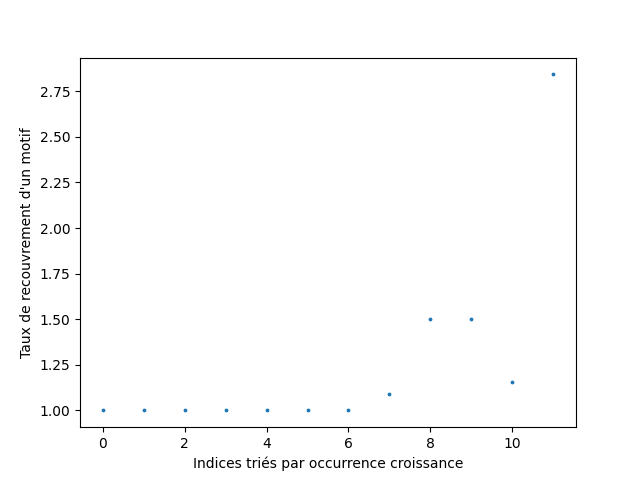 2.75
2.50
2.25
2.00
1.75
1.50
1.25
1.00
Taux de recouvrement d'un motif
0 2 4 6 8 10
Indices triés par occurrence croissance